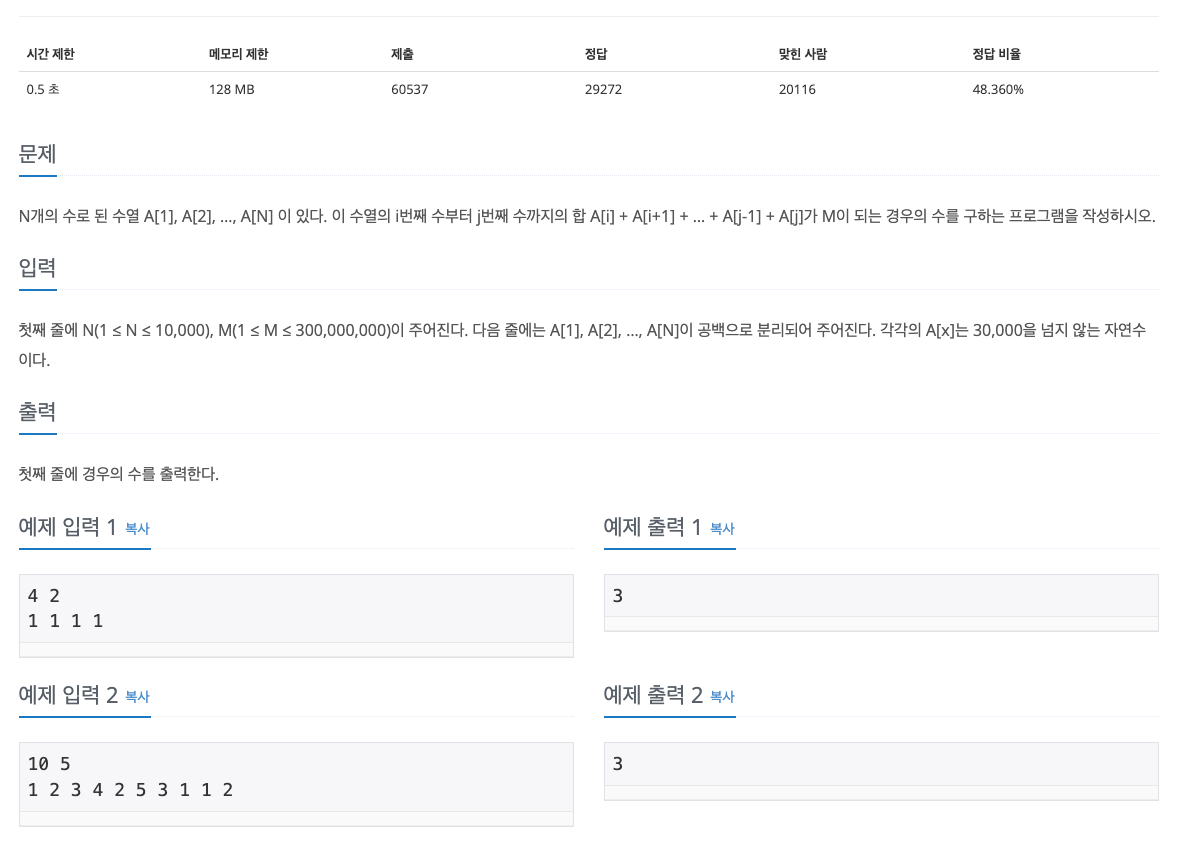 시간 제한 메모리 제한 제출 정답 맞힌 사람 정답 비율
0.5 초 128 MB 60537 29272 20116 48.360%
문제
N개의 수로 된 수열 A[1], A[2], …, A[N] 이 있다. 이 수열의 i번째 수부터 j번째 수까지의 합 A[i] + A[i+1] + … + A[j-1] + A[j]가 M이 되는 경우의 수를 구하는 프로그램을 작성하시오.
입력
첫째 줄에 N(1 ≤ N ≤ 10,000), M(1 ≤ M ≤ 300,000,000)이 주어진다. 다음 줄에는 A[1], A[2], …, A[N]이 공백으로 분리되어 주어진다. 각각의 A[x]는 30,000을 넘지 않는 자연수
이다.
출력
첫째 줄에 경우의 수를 출력한다.
예제 입력 1 복사
4 2
1 1 1 1
예제 출력 1 복사
3
예제 입력 2 복사
10 5
1 2 3 4 2 5 3 1 1 2
예제 출력 2 복사
3